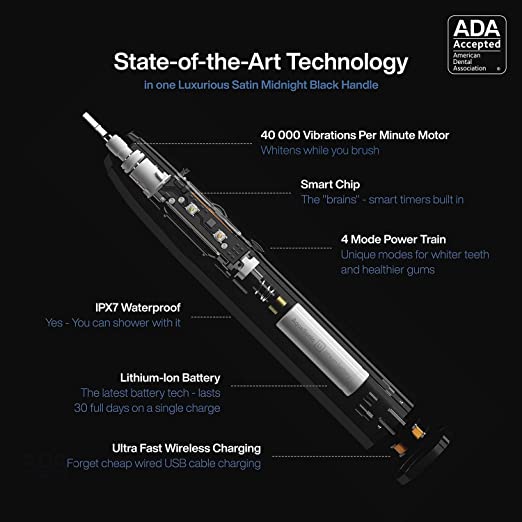 ADA
Accepted
American
Dental
Association ®
State-of-the-Art Technology
in one Luxurious Satin Midnight Black Handle
40 000 Vibrations Per Minute Motor
Whitens while you brush
Smart Chip
The "brains" - smart timers built in
4 Mode Power Train
Unique modes for whiter teeth
and healthier gums
IPX7 Waterproof
Yes - You can shower with it
Lithium-Ion Battery
The latest battery tech - lasts
30 full days on a single charge
Ultra Fast Wireless Charging
Forget cheap wired USB cable charging